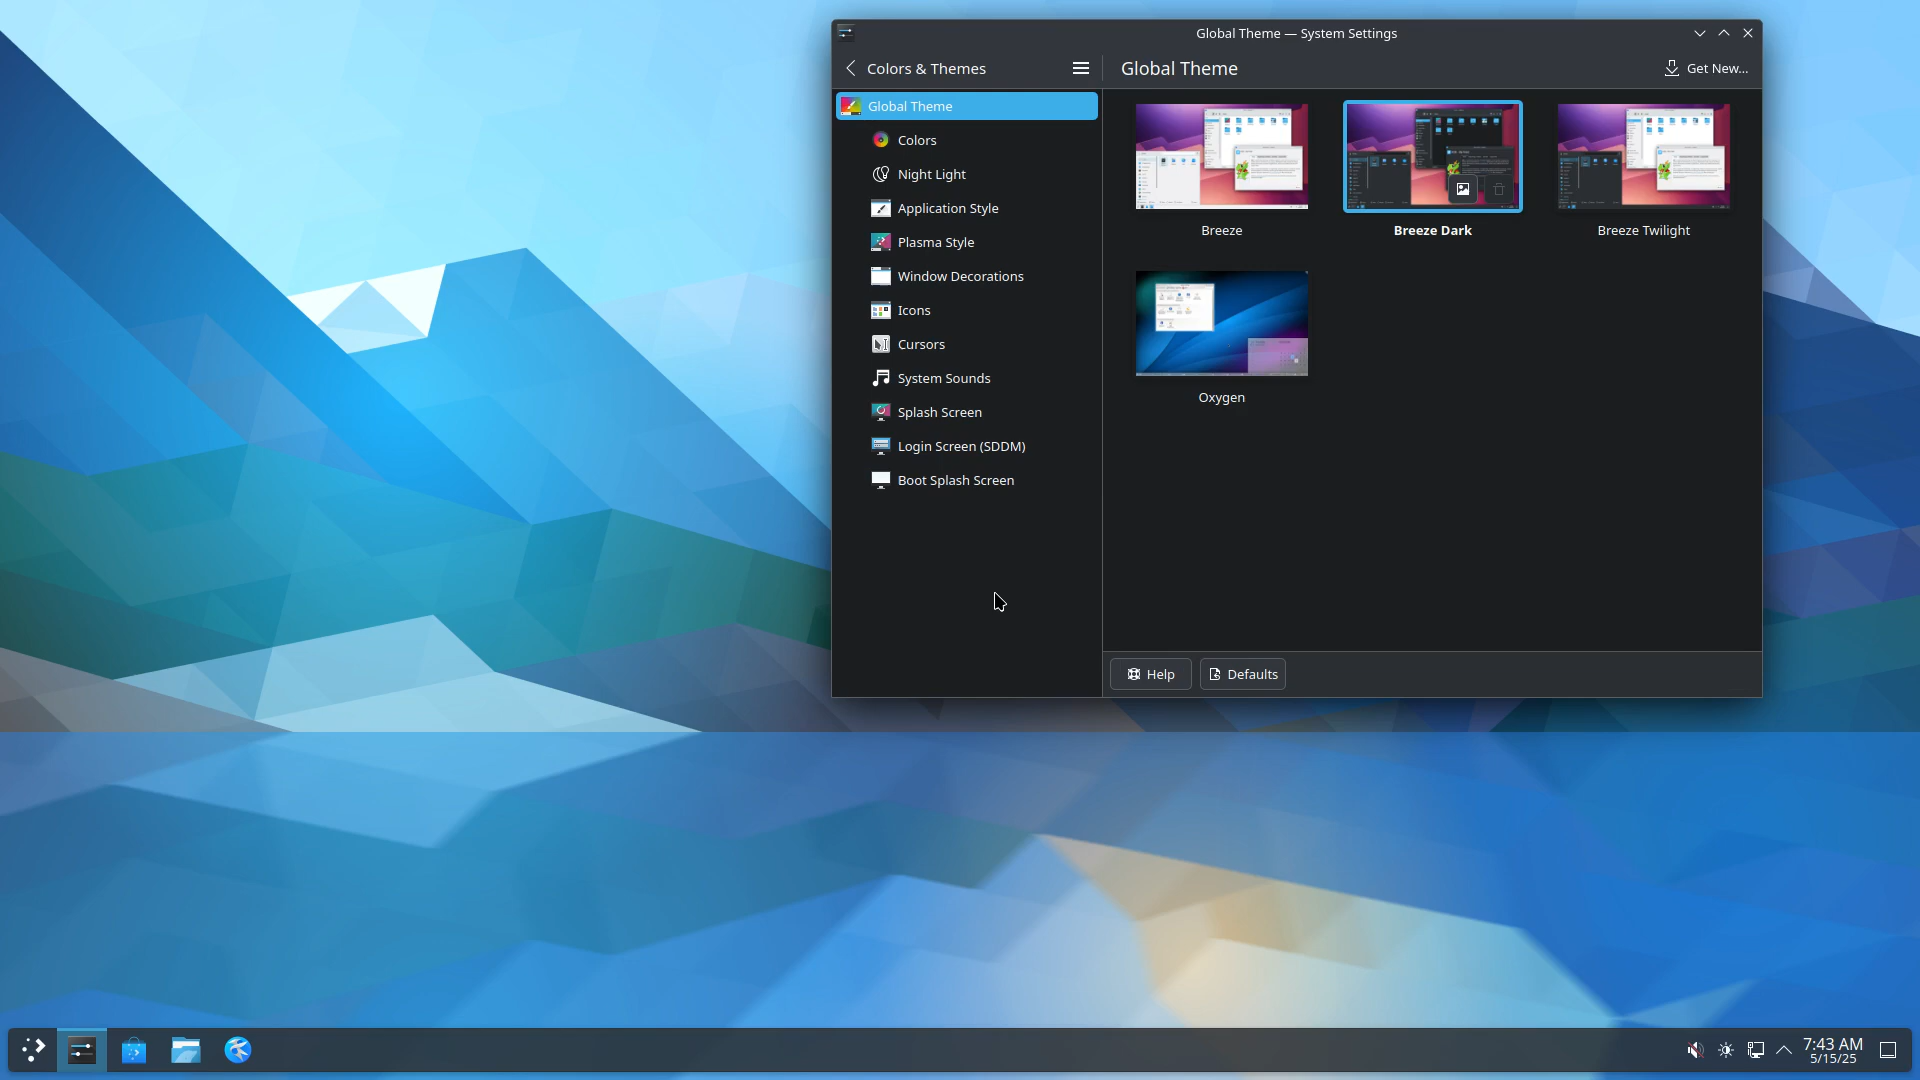 Global Theme — System Settings
Colors & Themes
Global Theme
Get New...
Global Theme
Colors
Night Light
Application Style
Plasma Style
Window Decorations
Icons
Cursors
System Sounds
Splash Screen
Login Screen (SDDM)
Boot Splash Screen
Breeze
Breeze Dark
Breeze Twilight
Oxygen
Help
Defaults
7:43 AM
5/15/25